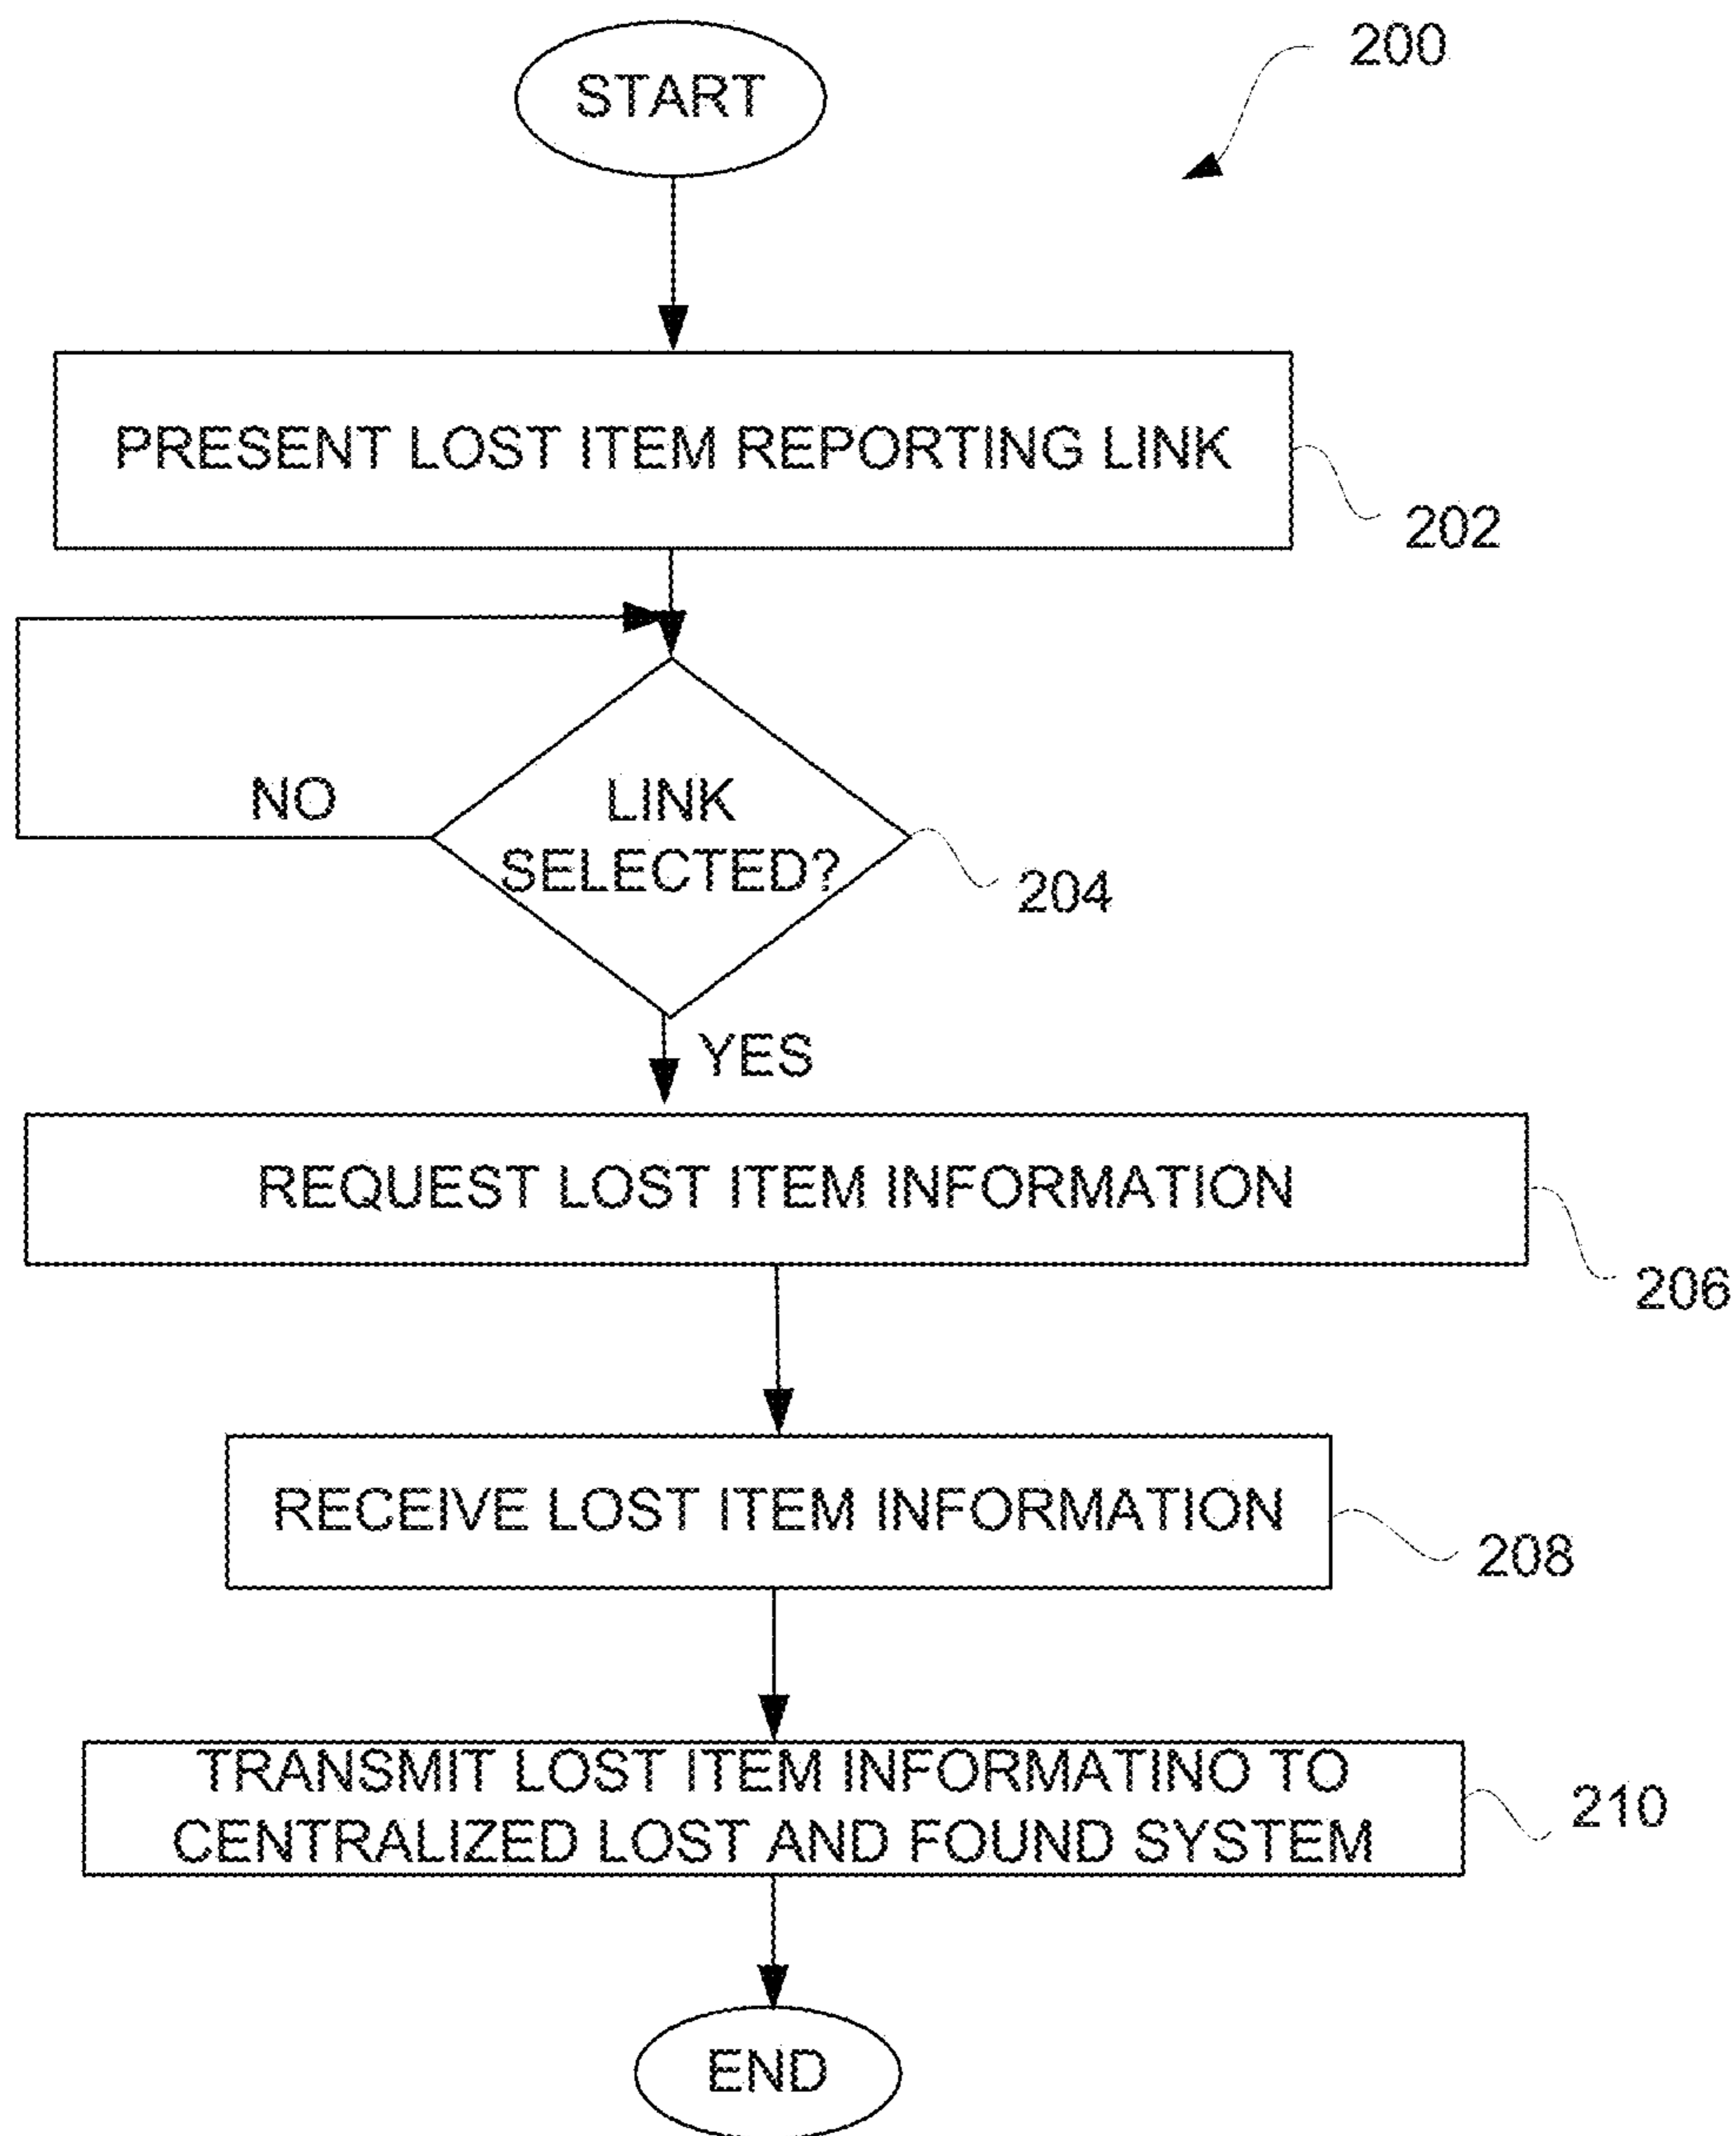 START
200
PRESENT LOST ITEM REPORTING LINK
202
NO
LINK
SELECTED?
204
YES
REQUEST LOST ITEM INFORMATION
206
RECEIVE LOST ITEM INFORMATION
208
TRANSMIT LOST ITEM INFORMATINO TO
CENTRALIZED LOST AND FOUND SYSTEM
210
END